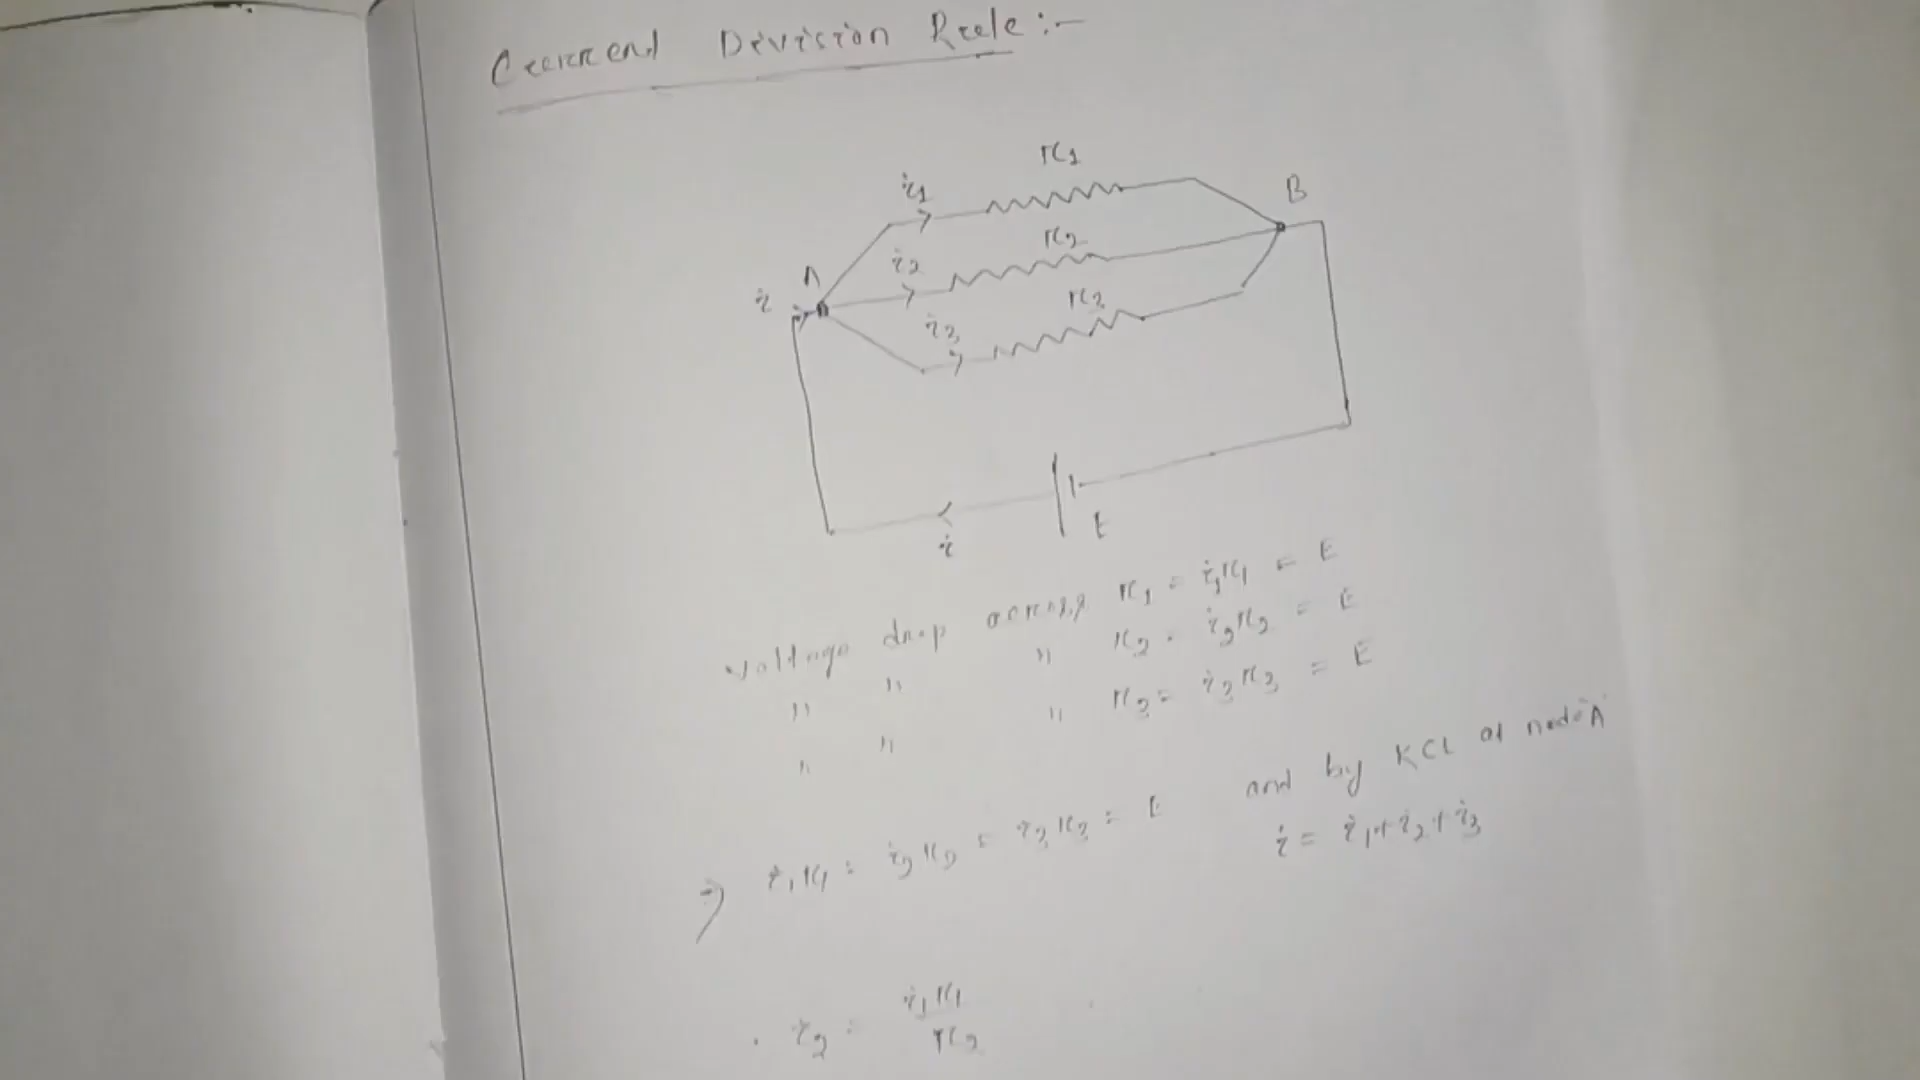 Current Division Rule :-
r1
i1
B
r2
i2
A
r3
i
i3
E
i
voltage drop across r1 = i1r1 = E
" " " r2 = i2r2 = E
" " " r3 = i3r3 = E
and by KCL at node 'A'
⇒ i1r1 = i2r2 = i3r3 = E
i = i1+i2+i3
i2 = i1r1/r2